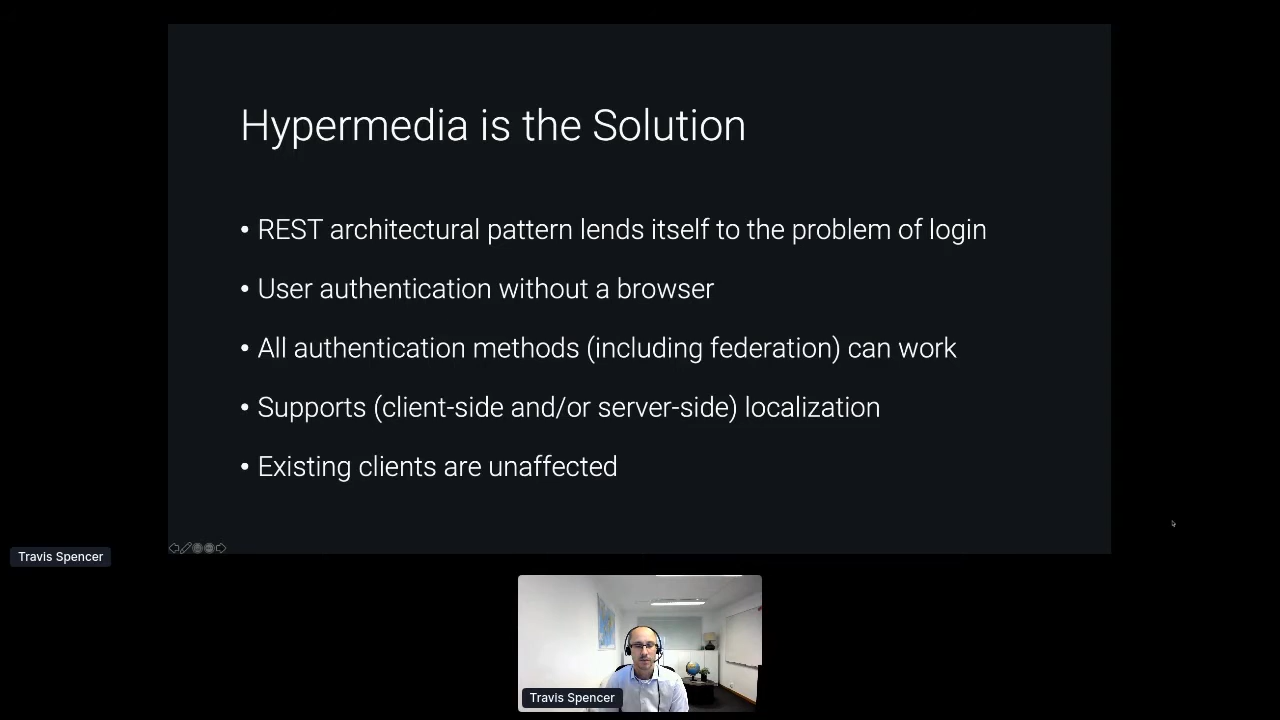 Hypermedia is the Solution
• REST architectural pattern lends itself to the problem of login
• User authentication without a browser
• All authentication methods (including federation) can work
• Supports (client-side and/or server-side) localization
• Existing clients are unaffected
Travis Spencer
Travis Spencer